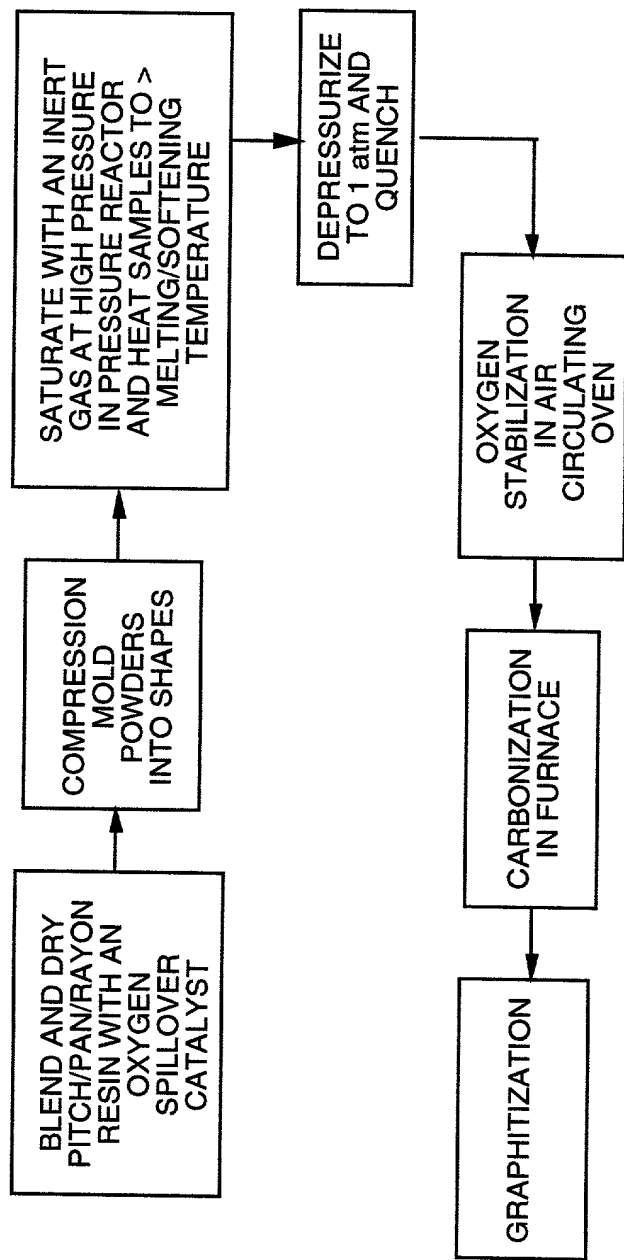 BLEND AND DRY
PITCH/PAN/RAYON
RESIN WITH AN
OXYGEN
SPILLOVER
CATALYST
COMPRESSION
MOLD
POWDERS
INTO SHAPES
SATURATE WITH AN INERT
GAS AT HIGH PRESSURE
IN PRESSURE REACTOR
AND HEAT SAMPLES TO >
MELTING/SOFTENING
TEMPERATURE
DEPRESSURIZE
TO 1 atm AND
QUENCH
OXYGEN
STABILIZATION
IN AIR
CIRCULATING
OVEN
CARBONIZATION
IN FURNACE
GRAPHITIZATION